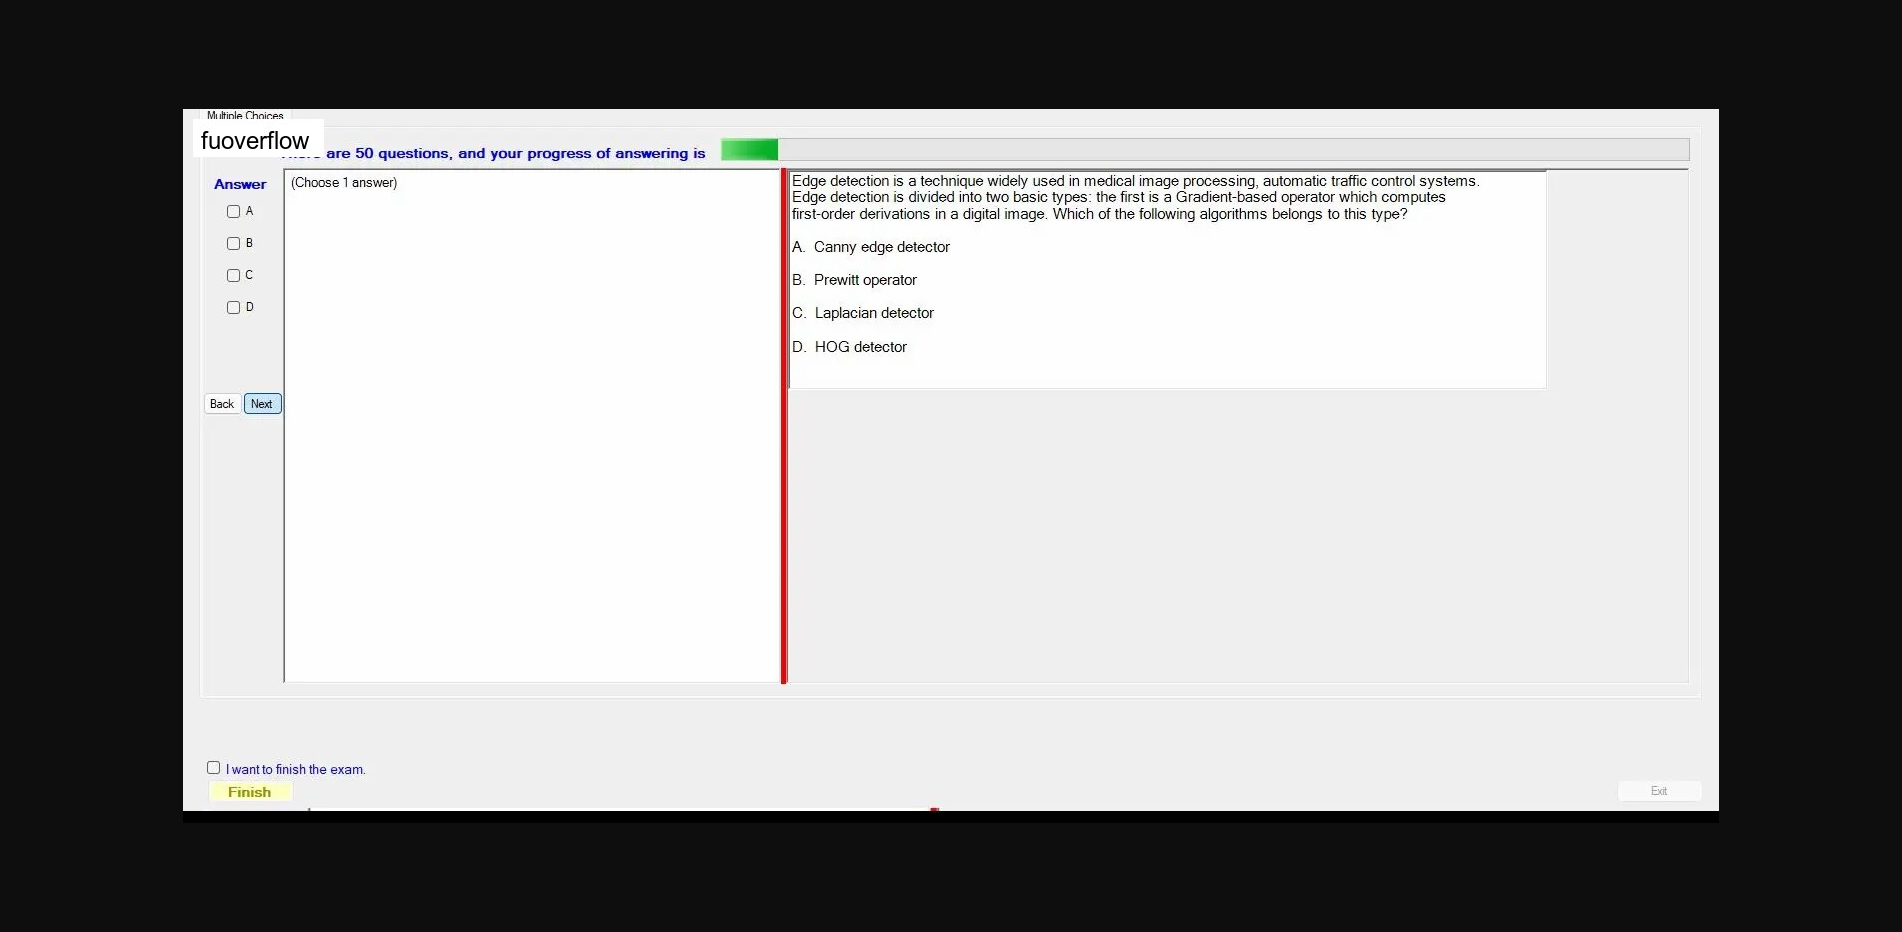 Multiple Choices
fuoverflow
are 50 questions, and your progress of answering is
Answer
(Choose 1 answer)
A
B
C
D
Back
Next
Edge detection is a technique widely used in medical image processing, automatic traffic control systems.
Edge detection is divided into two basic types: the first is a Gradient-based operator which computes
first-order derivations in a digital image. Which of the following algorithms belongs to this type?
A. Canny edge detector
B. Prewitt operator
C. Laplacian detector
D. HOG detector
I want to finish the exam.
Finish
Exit